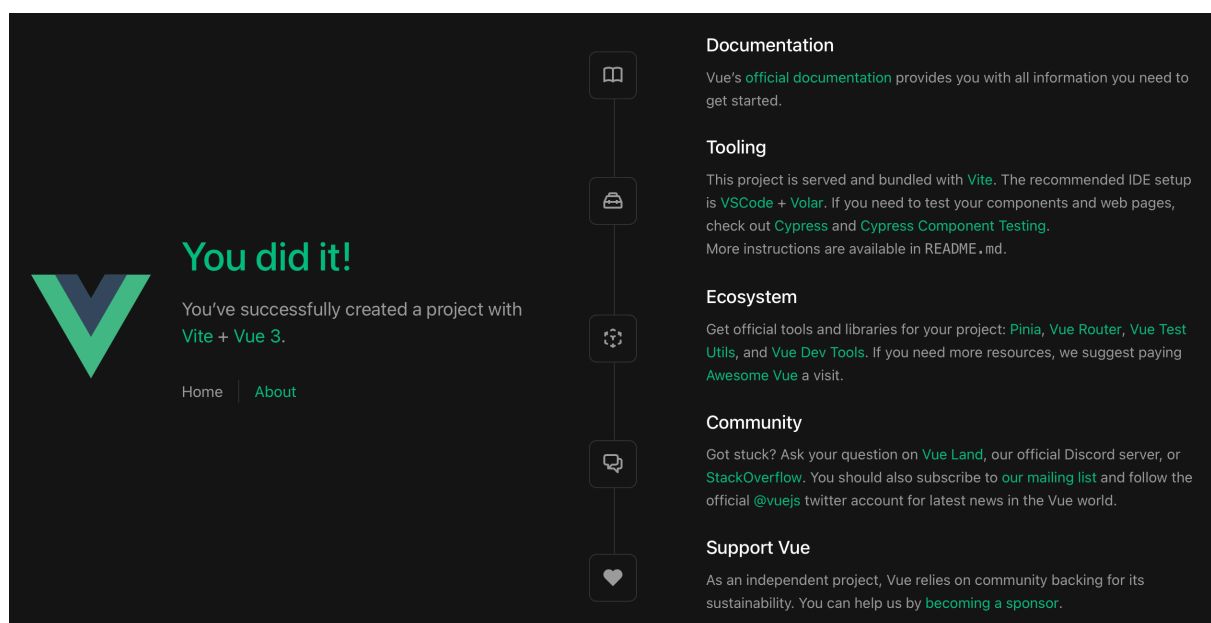 You did it!
You’ve successfully created a project with
Vite + Vue 3.
Home
About
Documentation
Vue’s official documentation provides you with all information you need to
get started.
Tooling
This project is served and bundled with Vite. The recommended IDE setup
is VSCode + Volar. If you need to test your components and web pages,
check out Cypress and Cypress Component Testing.
More instructions are available in README.md.
Ecosystem
Get official tools and libraries for your project: Pinia, Vue Router, Vue Test
Utils, and Vue Dev Tools. If you need more resources, we suggest paying
Awesome Vue a visit.
Community
Got stuck? Ask your question on Vue Land, our official Discord server, or
StackOverflow. You should also subscribe to our mailing list and follow the
official @vuejs twitter account for latest news in the Vue world.
Support Vue
As an independent project, Vue relies on community backing for its
sustainability. You can help us by becoming a sponsor.